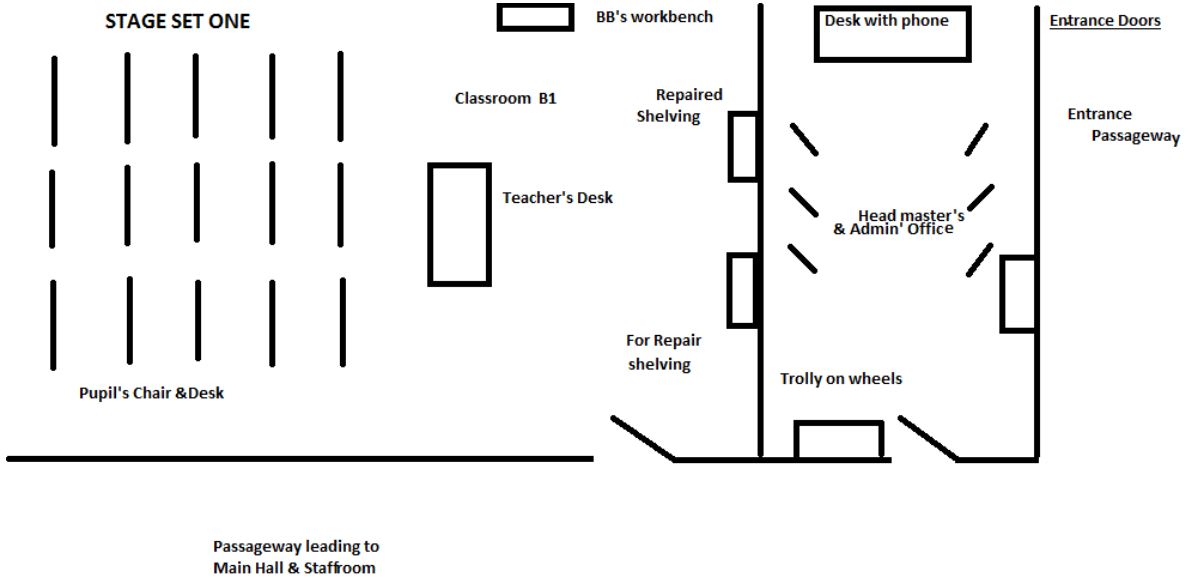 STAGE SET ONE
BB's workbench
Desk with phone
Entrance Doors
Classroom B1
Repaired
Shelving
Entrance
Passageway
Teacher's Desk
Head master's
& Admin' Office
For Repair
shelving
Trolly on wheels
Pupil's Chair &Desk
Passageway leading to
Main Hall & Staffroom